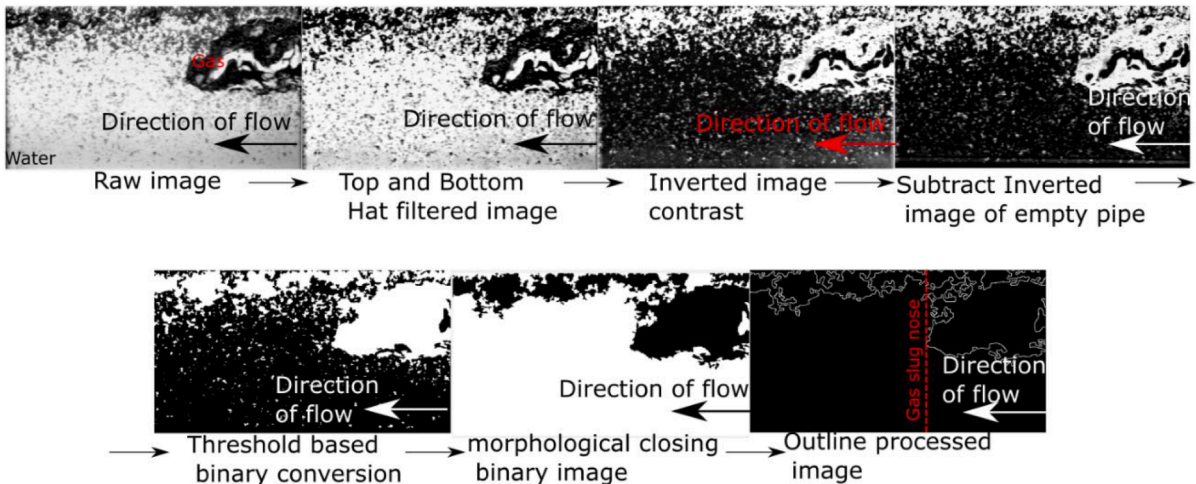 Gas
Direction of flow
Water
Direction of flow
Direction of flow
Direction
of flow
Raw image
Top and Bottom
Hat filtered image
Inverted image
contrast
Subtract Inverted
image of empty pipe
Direction
of flow
Direction of flow
Gas slug nose
Direction
of flow
Threshold based
binary conversion
morphological closing
binary image
Outline processed
image